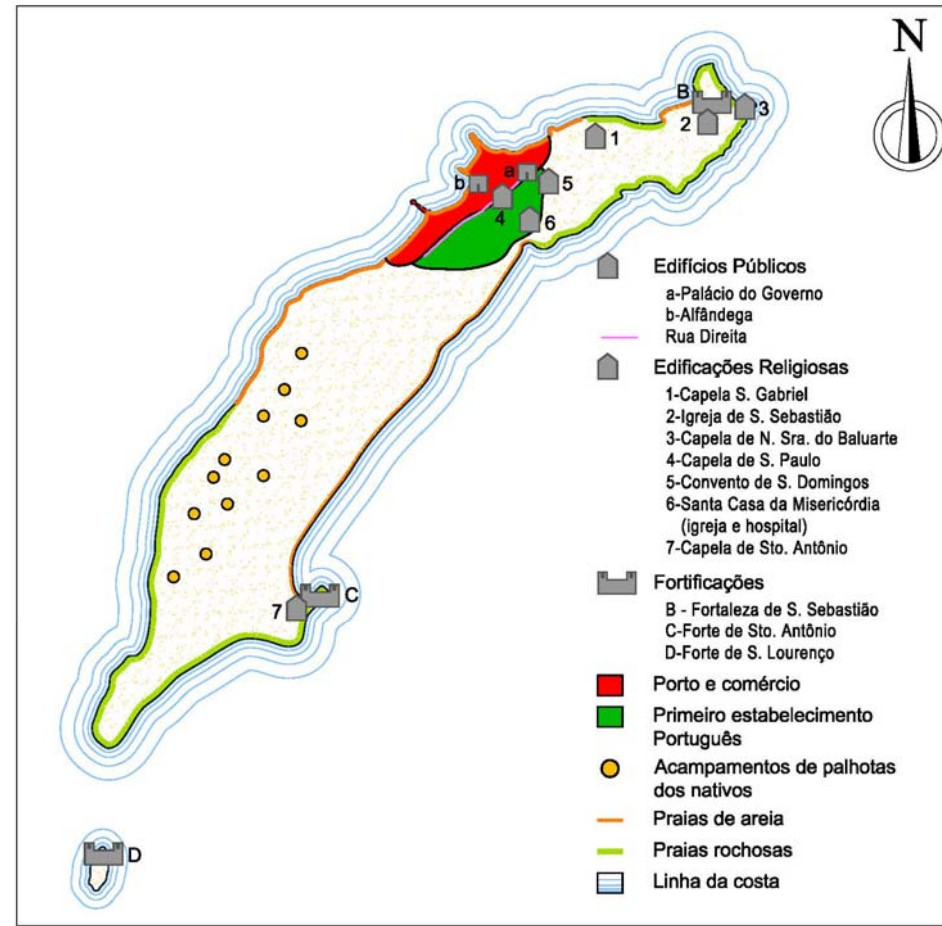 N
B
3
2
1
a
b
5
4
6
Edifícios Públicos
a-Palácio do Governo
b-Alfândega
Rua Direita
Edificações Religiosas
1-Capela S. Gabriel
2-Igreja de S. Sebastião
3-Capela de N. Sra. do Baluarte
4-Capela de S. Paulo
5-Convento de S. Domingos
6-Santa Casa da Misericórdia
(igreja e hospital)
7-Capela de Sto. Antônio
Fortificações
B - Fortaleza de S. Sebastião
C-Forte de Sto. Antônio
D-Forte de S. Lourenço
Porto e comércio
Primeiro estabelecimento
Português
Acampamentos de palhotas
dos nativos
Praias de areia
Praias rochosas
Linha da costa
7
C
D